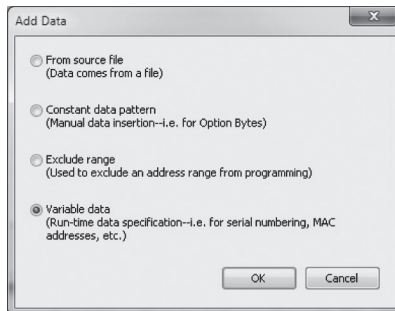 Add Data
From source file
(Data comes from a file)
Constant data pattern
(Manual data insertion--i.e. for Option Bytes)
Exclude range
(Used to exclude an address range from programming)
Variable data
(Run-time data specification--i.e. for serial numbering, MAC
addresses, etc.)
OK Cancel